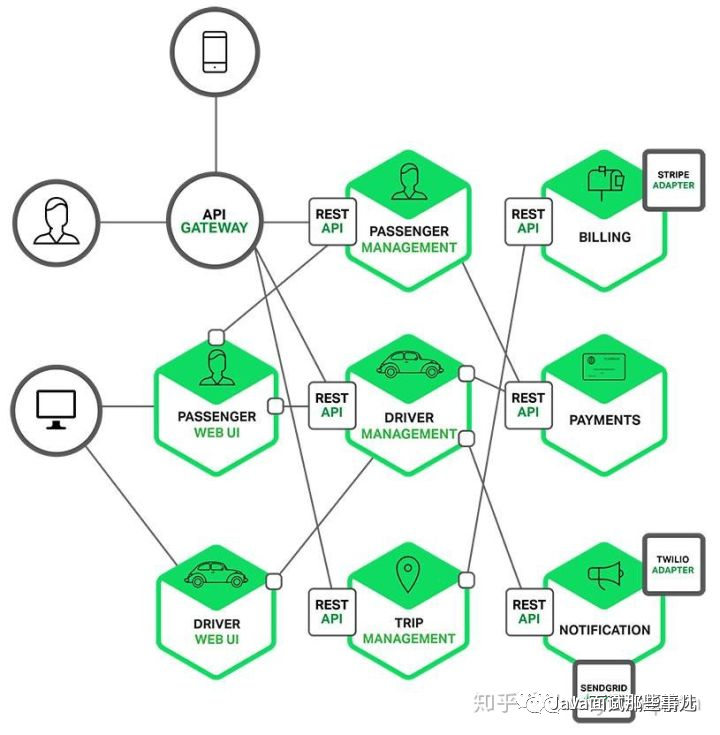 API
GATEWAY
REST
API
PASSENGER
MANAGEMENT
REST
API
BILLING
STRIPE
ADAPTER
PASSENGER
WEB UI
REST
API
DRIVER
MANAGEMENT
REST
API
PAYMENTS
DRIVER
WEB UI
REST
API
TRIP
MANAGEMENT
REST
API
NOTIFICATION
TWILIO
ADAPTER
SENDGRID
知乎
Java面试那些事儿